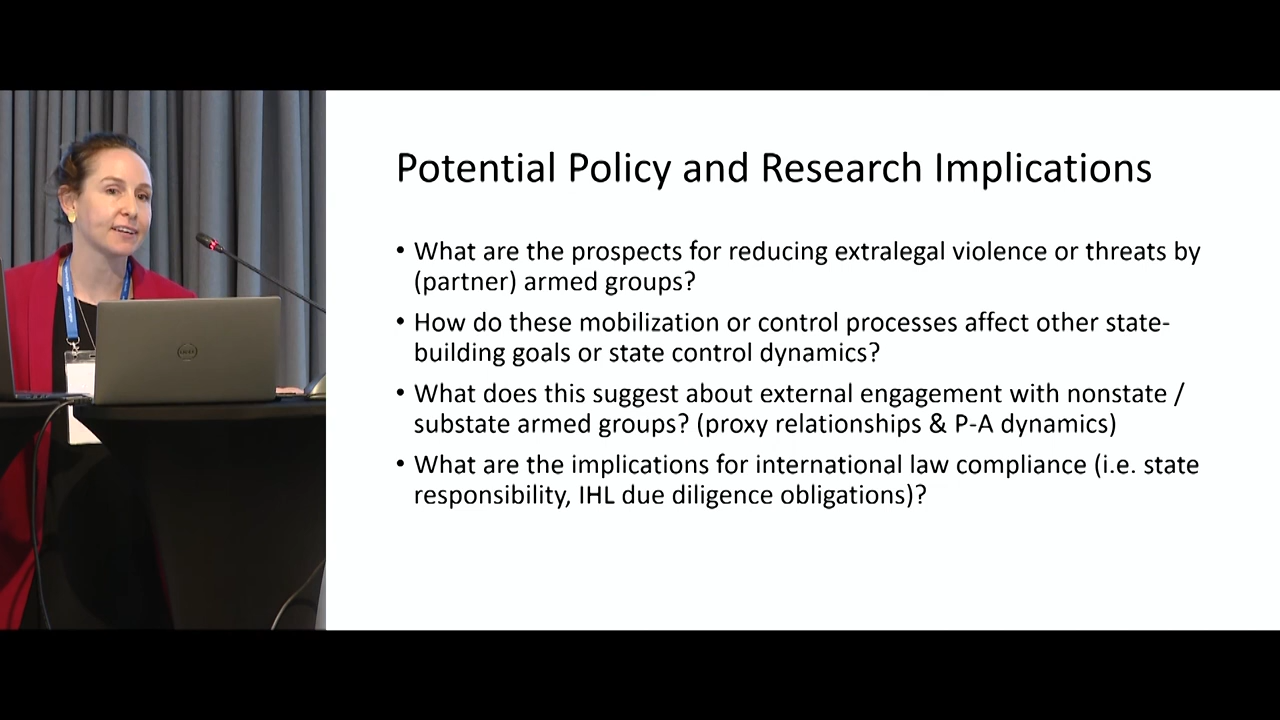 Potential Policy and Research Implications
• What are the prospects for reducing extralegal violence or threats by
(partner) armed groups?
• How do these mobilization or control processes affect other state-
building goals or state control dynamics?
• What does this suggest about external engagement with nonstate /
substate armed groups? (proxy relationships & P-A dynamics)
• What are the implications for international law compliance (i.e. state
responsibility, IHL due diligence obligations)?